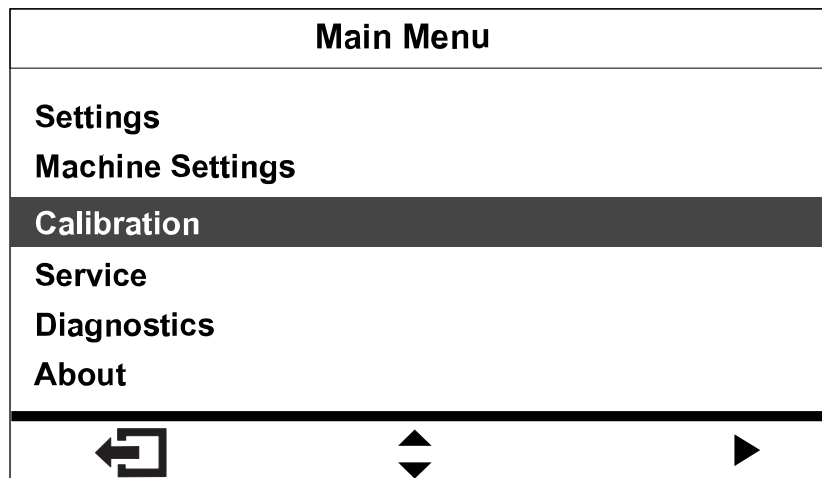 Main Menu
Settings
Machine Settings
Calibration
Service
Diagnostics
About